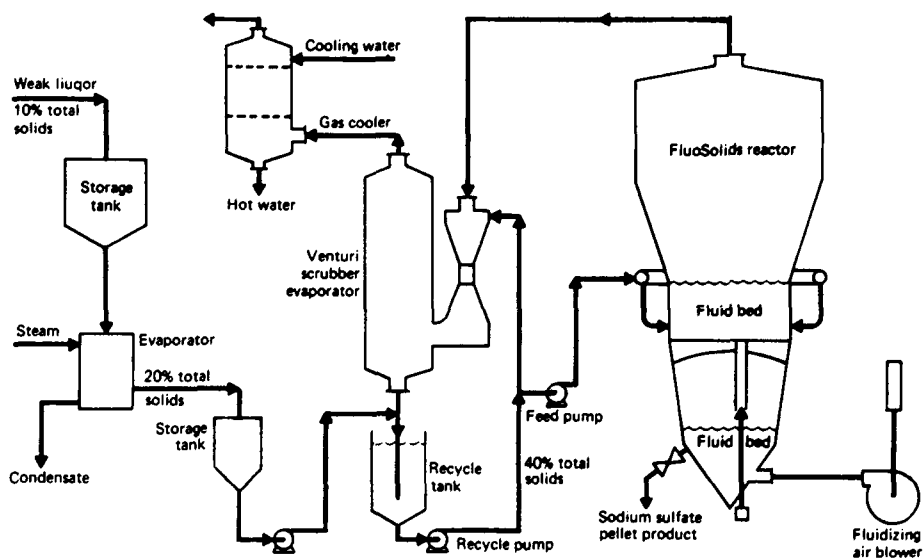 Cooling water
Weak liuqor
10% total
solids
Gas cooler
FluoSolids reactor
Storage
tank
Hot water
Venturi
scrubber
evaporator
Steam
Evaporator
Fluid bed
20% total
solids
Storage
tank
Feed pump
Fluid bed
Condensate
Recycle
tank
40% total
solids
Recycle pump
Sodium sulfate
pellet product
Fluidizing
air blower